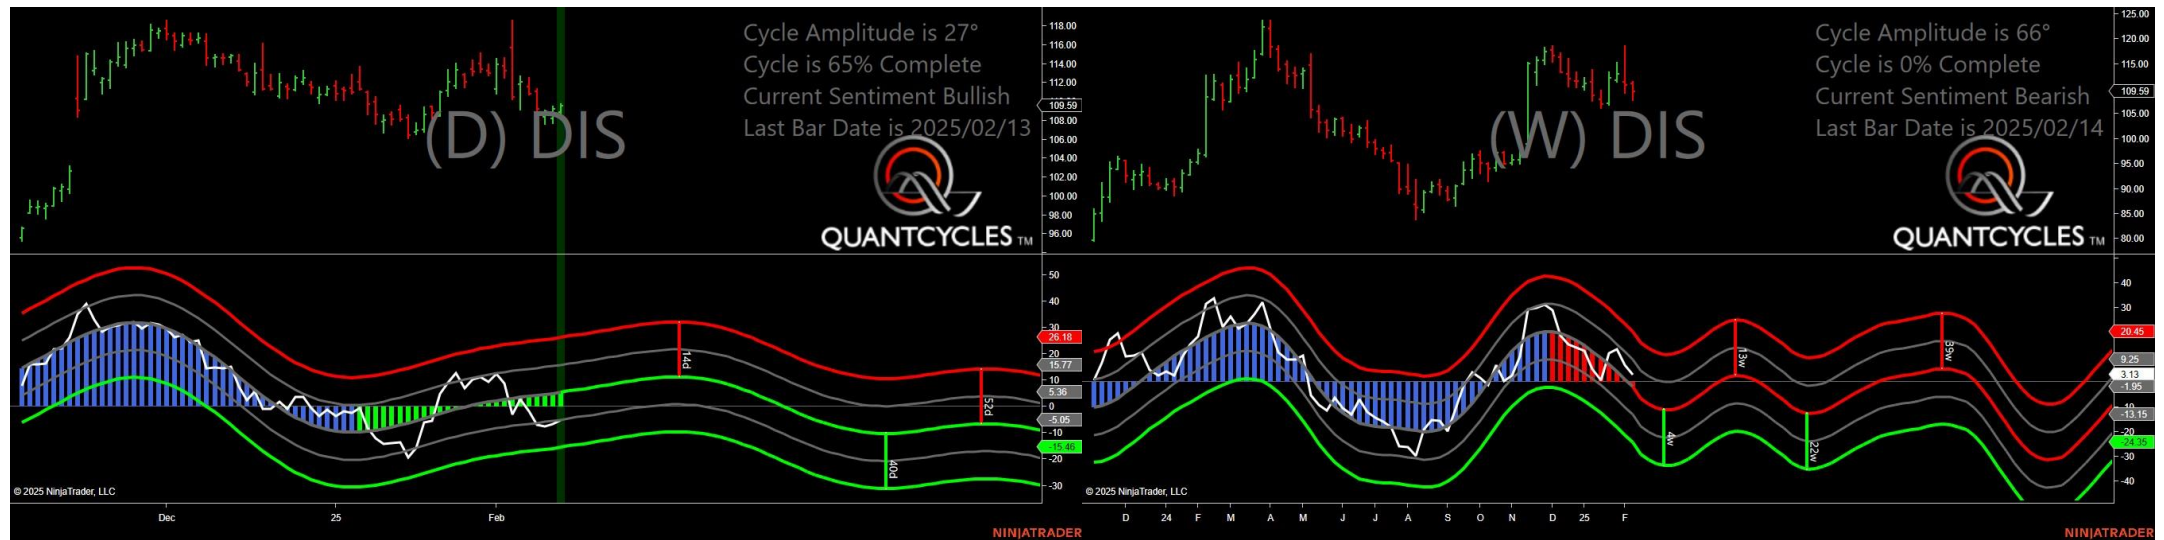 Cycle Amplitude is 27°
Cycle is 65% Complete
Current Sentiment Bullish
Last Bar Date is 2025/02/13
(D) DIS
QUANTCYCLES TM
118.00
116.00
114.00
112.00
109.59
108.00
106.00
104.00
102.00
100.00
98.00
96.00
50
40
30
26.18
20
15.77
10
5.36
0
-5.05
-10
-15.46
-20
-30
14d
40d
52d
© 2025 NinjaTrader, LLC
Dec 25 Feb
NINJATRADER
Cycle Amplitude is 66°
Cycle is 0% Complete
Current Sentiment Bearish
Last Bar Date is 2025/02/14
(W) DIS
QUANTCYCLES TM
125.00
120.00
115.00
109.59
105.00
100.00
95.00
90.00
85.00
80.00
40
30
20.45
9.25
3.13
-1.95
-13.15
-20
-24.35
-30
-40
4w
13w
22w
39w
© 2025 NinjaTrader, LLC
D 24 F M A M J J A S O N D 25 F
NINJATRADER